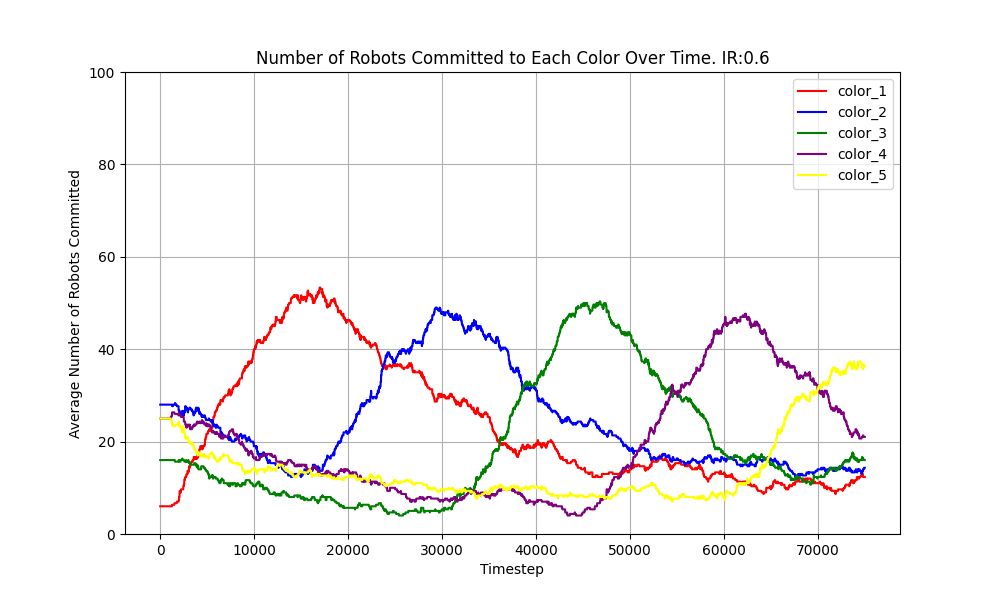 Number of Robots Committed to Each Color Over Time. IR:0.6
100
80
60
40
20
0
Average Number of Robots Committed
color_1
color_2
color_3
color_4
color_5
0 10000 20000 30000 40000 50000 60000 70000
Timestep